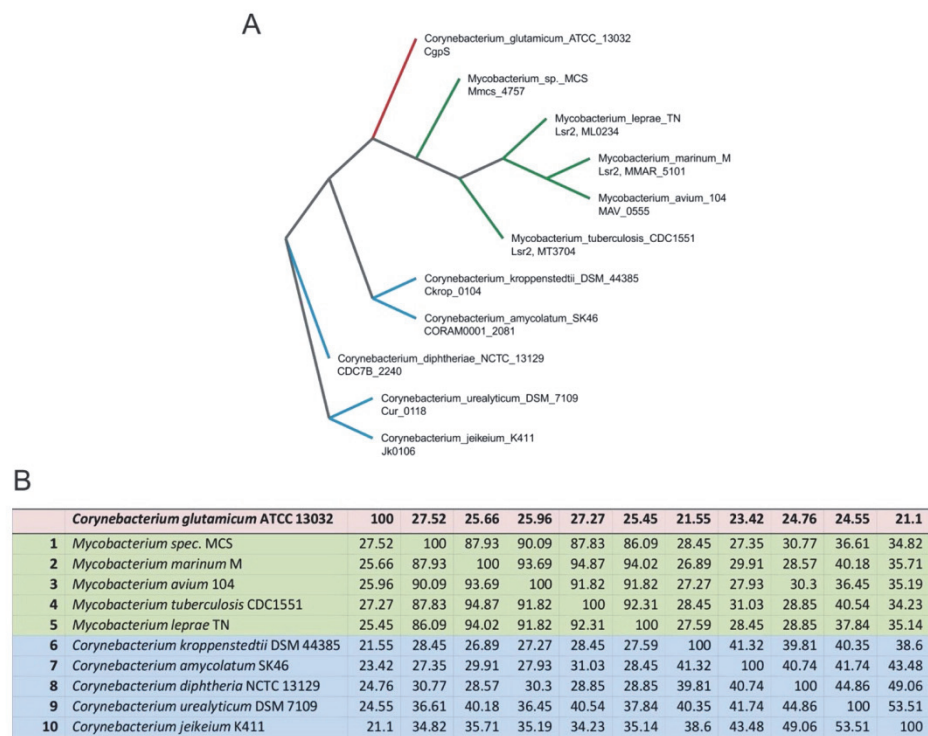 A
Corynebacterium_glutamicum_ATCC_13032
CgpS
Mycobacterium_sp._MCS
Mmcs_4757
Mycobacterium_leprae_TN
Lsr2, ML0234
Mycobacterium_marinum_M
Lsr2, MMAR_5101
Mycobacterium_avium_104
MAV_0555
Mycobacterium_tuberculosis_CDC1551
Lsr2, MT3704
Corynebacterium_kroppenstedtii_DSM_44385
Ckrop_0104
Corynebacterium_amycolatum_SK46
CORAM0001_2081
Corynebacterium_diphtheriae_NCTC_13129
CDC7B_2240
Corynebacterium_urealyticum_DSM_7109
Cur_0118
Corynebacterium_jeikeium_K411
Jk0106
B
Corynebacterium glutamicum ATCC 13032 100 27.52 25.66 25.96 27.27 25.45 21.55 23.42 24.76 24.55 21.1
1 Mycobacterium spec. MCS 27.52 100 87.93 90.09 87.83 86.09 28.45 27.35 30.77 36.61 34.82
2 Mycobacterium marinum M 25.66 87.93 100 93.69 94.87 94.02 26.89 29.91 28.57 40.18 35.71
3 Mycobacterium avium 104 25.96 90.09 93.69 100 91.82 91.82 27.27 27.93 30.3 36.45 35.19
4 Mycobacterium tuberculosis CDC1551 27.27 87.83 94.87 91.82 100 92.31 28.45 31.03 28.85 40.54 34.23
5 Mycobacterium leprae TN 25.45 86.09 94.02 91.82 92.31 100 27.59 28.45 28.85 37.84 35.14
6 Corynebacterium kroppenstedtii DSM 44385 21.55 28.45 26.89 27.27 28.45 27.59 100 41.32 39.81 40.35 38.6
7 Corynebacterium amycolatum SK46 23.42 27.35 29.91 27.93 31.03 28.45 41.32 100 40.74 41.74 43.48
8 Corynebacterium diphtheria NCTC 13129 24.76 30.77 28.57 30.3 28.85 28.85 39.81 40.74 100 44.86 49.06
9 Corynebacterium urealyticum DSM 7109 24.55 36.61 40.18 36.45 40.54 37.84 40.35 41.74 44.86 100 53.51
10 Corynebacterium jeikeium K411 21.1 34.82 35.71 35.19 34.23 35.14 38.6 43.48 49.06 53.51 100